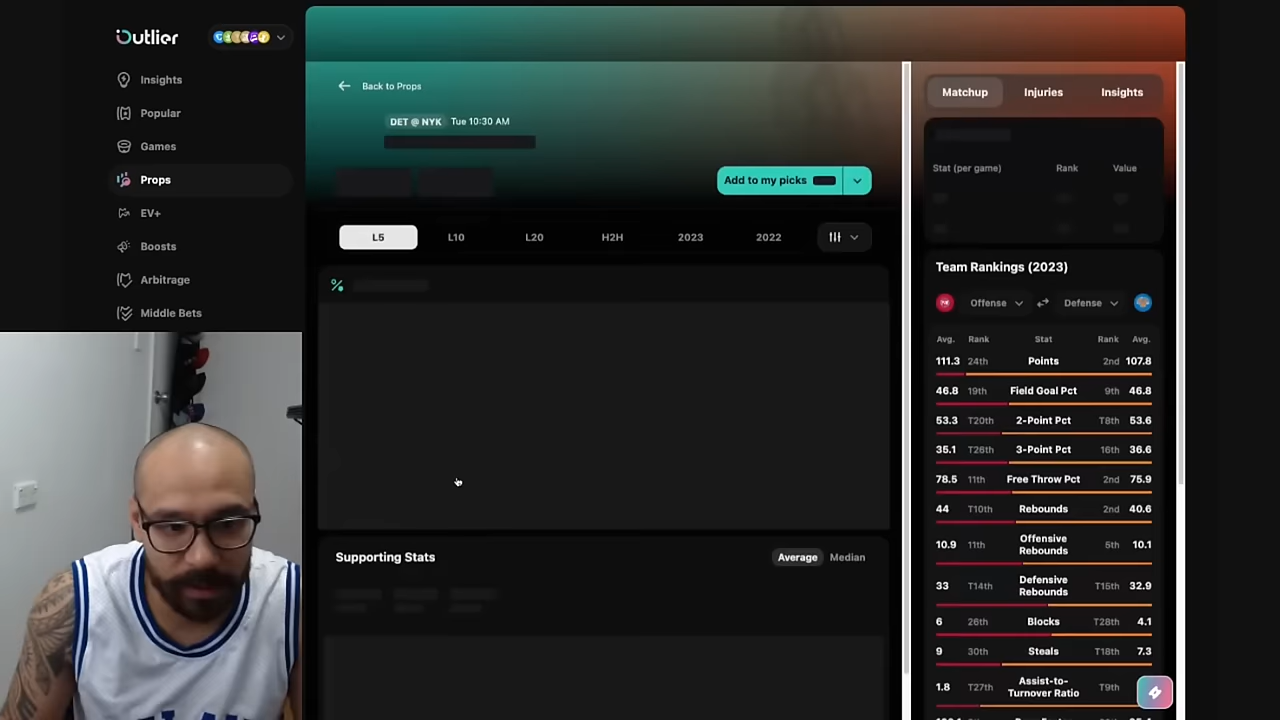 Outlier
Insights
Popular
Games
Props
EV+
Boosts
Arbitrage
Middle Bets
Back to Props
DET @ NYK Tue 10:30 AM
Add to my picks
L5 L10 L20 H2H 2023 2022
Supporting Stats
Average Median
Matchup Injuries Insights
Stat (per game) Rank Value
Team Rankings (2023)
Offense Defense
Avg. Rank Stat Rank Avg.
111.3 24th Points 2nd 107.8
46.8 19th Field Goal Pct 9th 46.8
53.3 T20th 2-Point Pct T8th 53.6
35.1 T26th 3-Point Pct 16th 36.6
78.5 11th Free Throw Pct 2nd 75.9
44 T10th Rebounds 2nd 40.6
10.9 11th Offensive Rebounds 5th 10.1
33 T14th Defensive Rebounds T15th 32.9
6 26th Blocks T28th 4.1
9 30th Steals T18th 7.3
1.8 T27th Assist-to-Turnover Ratio T9th